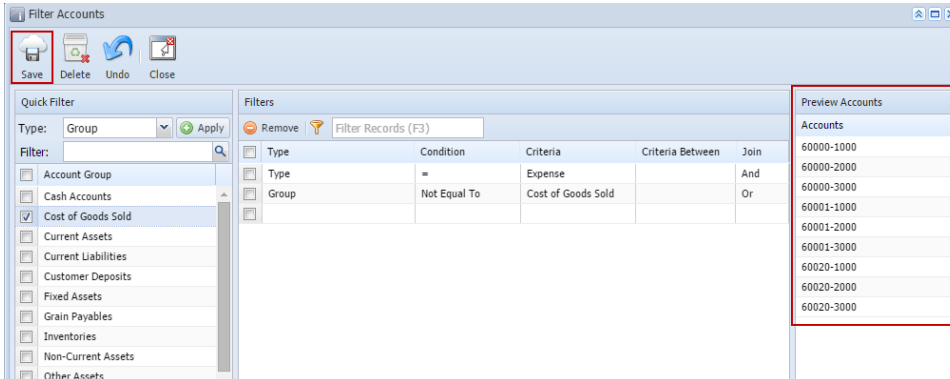 Filter Accounts
Save Delete Undo Close
Quick Filter
Type: Group Apply
Filter:
Account Group
Cash Accounts
Cost of Goods Sold
Current Assets
Current Liabilities
Customer Deposits
Fixed Assets
Grain Payables
Inventories
Non-Current Assets
Other Assets
Filters
Remove Filter Records (F3)
Type Condition Criteria Criteria Between Join
Type = Expense And
Group Not Equal To Cost of Goods Sold Or
Preview Accounts
Accounts
60000-1000
60000-2000
60000-3000
60001-1000
60001-2000
60001-3000
60020-1000
60020-2000
60020-3000